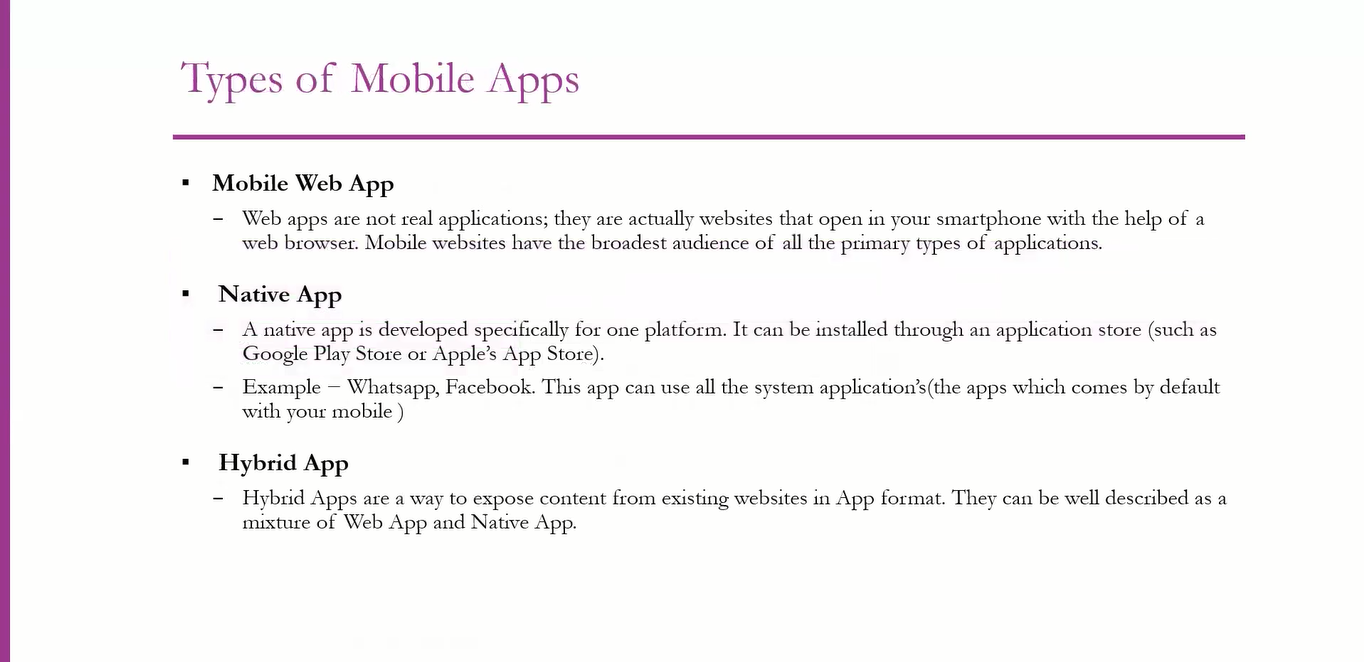 Types of Mobile Apps
▪ Mobile Web App
– Web apps are not real applications; they are actually websites that open in your smartphone with the help of a
web browser. Mobile websites have the broadest audience of all the primary types of applications.
▪ Native App
– A native app is developed specifically for one platform. It can be installed through an application store (such as
Google Play Store or Apple’s App Store).
– Example − Whatsapp, Facebook. This app can use all the system application’s(the apps which comes by default
with your mobile )
▪ Hybrid App
– Hybrid Apps are a way to expose content from existing websites in App format. They can be well described as a
mixture of Web App and Native App.